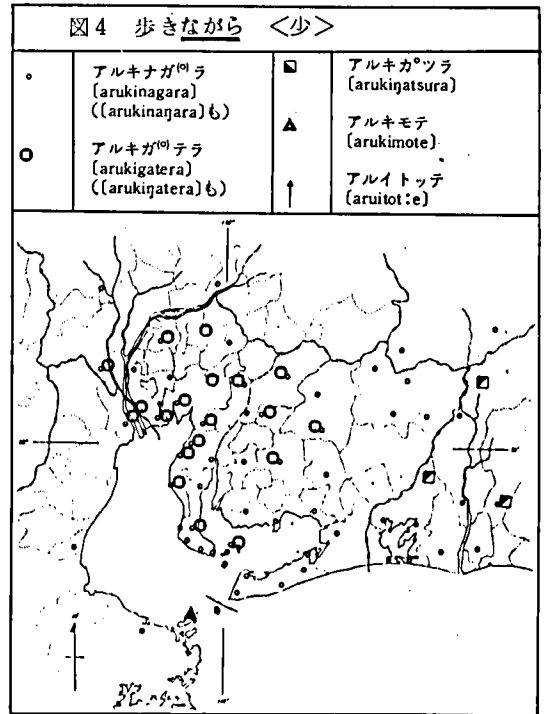 図4 歩きながら <少>
アルキナガ(º)ラ
[arukinagara]
([arukinaŋara]も)
アルキガ(º)テラ
[arukigatera]
([arukiŋatera]も)
アルキカ°ツラ
[arukiŋatsura]
アルキモテ
[arukimote]
アルイトッテ
[aruitot:e]